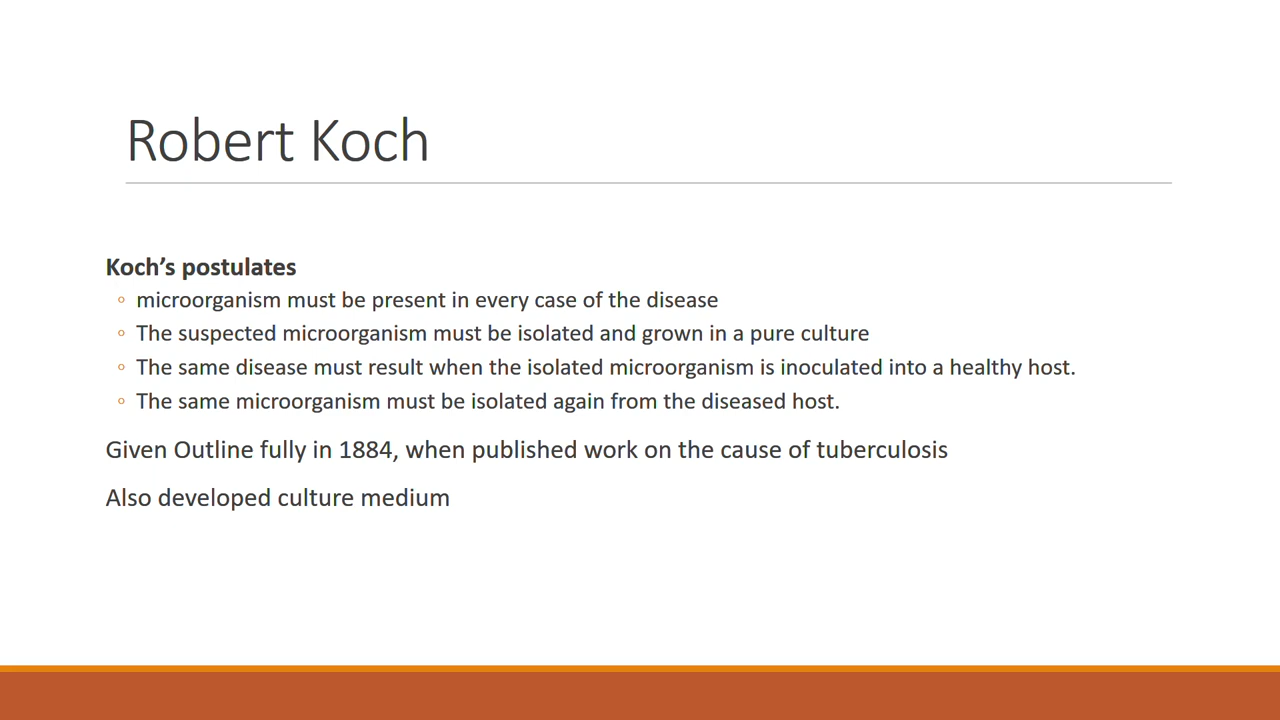 Robert Koch
Koch’s postulates
◦ microorganism must be present in every case of the disease
◦ The suspected microorganism must be isolated and grown in a pure culture
◦ The same disease must result when the isolated microorganism is inoculated into a healthy host.
◦ The same microorganism must be isolated again from the diseased host.
Given Outline fully in 1884, when published work on the cause of tuberculosis
Also developed culture medium